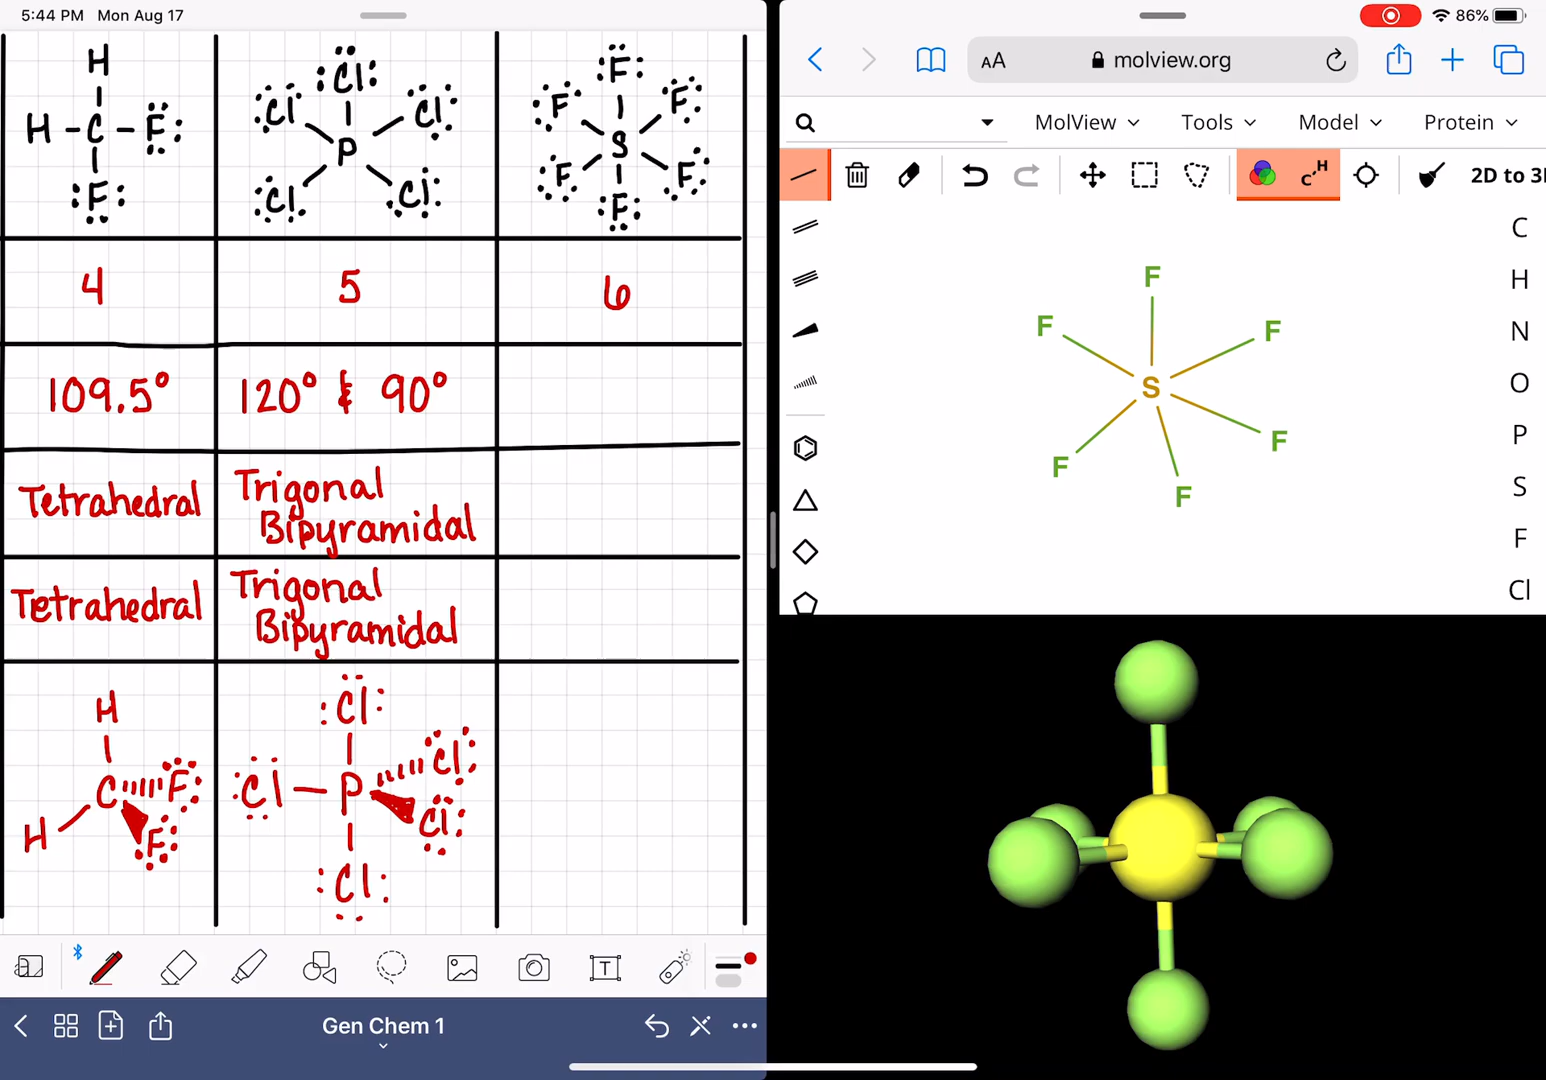 5:44 PM Mon Aug 17
86%
AA molview.org
MolView Tools Model Protein
C H 2D to 3
H
H - C - F
F
Cl
Cl Cl
P
Cl Cl
F
F F
S
F F
F
4 5 6
109.5° 120° & 90°
Tetrahedral
Trigonal
Bipyramidal
Tetrahedral
Trigonal
Bipyramidal
H
C F
H F
Cl
Cl - P Cl
Cl
Cl
T
Gen Chem 1
F
F F
S
F F
F
C
H
N
O
P
S
F
Cl